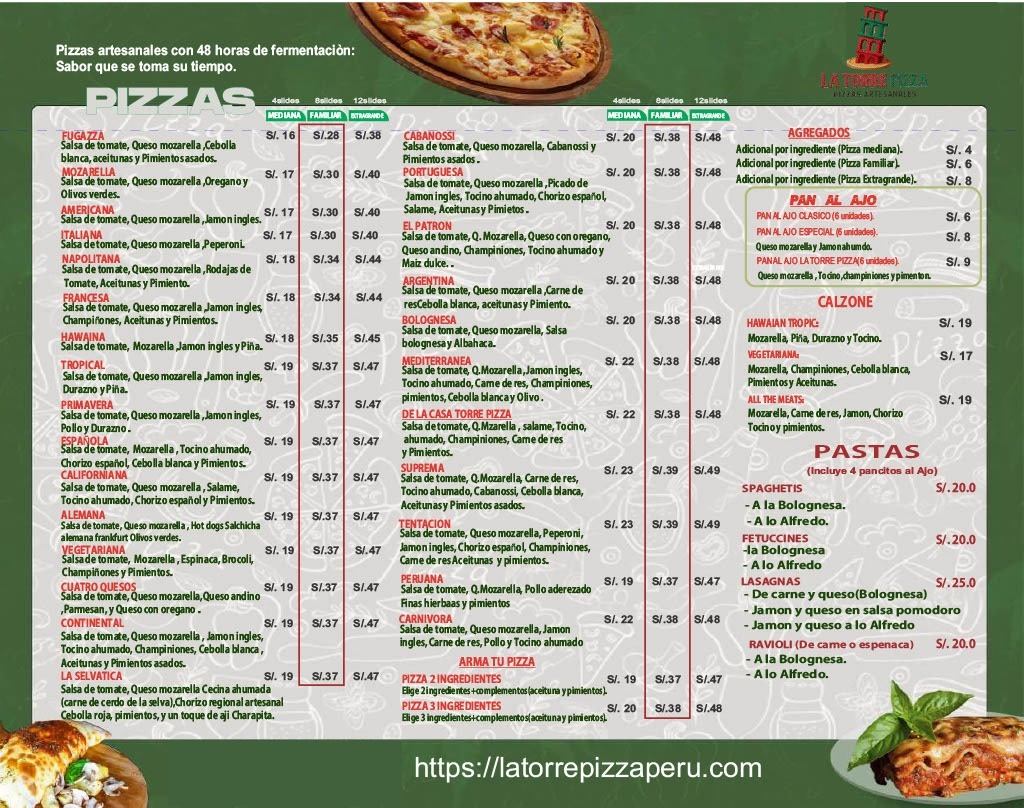 Pizzas artesanales con 48 horas de fermentaciòn:
Sabor que se toma su tiempo.
LA TORRE PIZZA
PIZZAS ARTESANALES
PIZZAS
4slides 8slides 12slides
MEDIANA FAMILIAR EXTRAGRANDE
FUGAZZA S/. 16 S/.28 S/.38
Salsa de tomate, Queso mozarella ,Cebolla
blanca, aceitunas y Pimientos asados.
MOZARELLA S/. 17 S/.30 S/.40
Salsa de tomate, Queso mozarella ,Oregano y
Olivos verdes.
AMERICANA S/. 17 S/.30 S/.40
Salsa de tomate, Queso mozarella ,Jamon ingles.
ITALIANA S/. 17 S/.30 S/.40
Salsa de tomate, Queso mozarella ,Peperoni.
NAPOLITANA S/. 18 S/.34 S/.44
Salsa de tomate, Queso mozarella ,Rodajas de
Tomate, Aceitunas y Pimiento.
FRANCESA S/. 18 S/.34 S/.44
Salsa de tomate, Queso mozarella ,Jamon ingles,
Champiñones, Aceitunas y Pimientos.
HAWAINA S/. 18 S/.35 S/.45
Salsa de tomate, Mozarella ,Jamon ingles y Piña.
TROPICAL S/. 19 S/.37 S/.47
Salsa de tomate, Queso mozarella ,Jamon ingles,
Durazno y Piña.
PRIMAVERA S/. 19 S/.37 S/.47
Salsa de tomate, Queso mozarella ,Jamon ingles,
Pollo y Durazno .
ESPAÑOLA S/. 19 S/.37 S/.47
Salsa de tomate, Mozarella , Tocino ahumado,
Chorizo español, Cebolla blanca y Pimientos.
CALIFORNIANA S/. 19 S/.37 S/.47
Salsa de tomate, Queso mozarella , Salame,
Tocino ahumado, Chorizo español y Pimientos.
ALEMANA S/. 19 S/.37 S/.47
Salsa de tomate, Queso mozarella , Hot dogs Salchicha
alemana frankfurt Olivos verdes.
VEGETARIANA S/. 19 S/.37 S/.47
Salsa de tomate, Mozarella , Espinaca, Brocoli,
Champiñones y Pimientos.
CUATRO QUESOS S/. 19 S/.37 S/.47
Salsa de tomate, Queso mozarella,Queso andino
,Parmesan, y Queso con oregano .
CONTINENTAL S/. 19 S/.37 S/.47
Salsa de tomate, Queso mozarella , Jamon ingles,
Tocino ahumado, Champiciones, Cebolla blanca ,
Aceitunas y Pimientos asados.
LA SELVATICA S/. 19 S/.37 S/.47
Salsa de tomate, Queso mozarella Cecina ahumada
(carne de cerdo de la selva),Chorizo regional artesanal
Cebolla roja, pimientos, y un toque de aji Charapita.
4slides 8slides 12slides
MEDIANA FAMILIAR EXTRAGRANDE
CABANOSSI S/. 20 S/.38 S/.48
Salsa de tomate, Queso mozarella, Cabanossi y
Pimientos asados .
PORTUGUESA S/. 20 S/.38 S/.48
Salsa de tomate, Queso mozarella ,Picado de
Jamon ingles, Tocino ahumado, Chorizo español,
Salame, Aceitunas y Pimietos .
EL PATRON S/. 20 S/.38 S/.48
Salsa de tomate, Q. Mozarella, Queso con oregano,
Queso andino, Champiniones, Tocino ahumado y
Maiz dulce. .
ARGENTINA S/. 20 S/.38 S/.48
Salsa de tomate, Queso mozarella ,Carne de
resCebolla blanca, aceitunas y Pimiento.
BOLOGNESA S/. 20 S/.38 S/.48
Salsa de tomate, Queso mozarella, Salsa
bolognesa y Albahaca.
MEDITERRANEA S/. 22 S/.38 S/.48
Salsa de tomate, Q.Mozarella ,Jamon ingles,
Tocino ahumado, Carne de res, Champiniones,
pimientos, Cebolla blanca y Olivo .
DE LA CASA TORRE PIZZA S/. 22 S/.38 S/.48
Salsa de tomate, Q.Mzarella , salame, Tocino,
ahumado, Champiniones, Carne de res
y Pimientos.
SUPREMA S/. 23 S/.39 S/.49
Salsa de tomate, Q.Mozarella, Carne de res,
Tocino ahumado, Cabanossi, Cebolla blanca,
Aceitunas y Pimientos asados.
TENTACION S/. 23 S/.39 S/.49
Salsa de tomate, Queso mozarella, Peperoni,
Jamon ingles, Chorizo español, Champiniones,
Carne de res Aceitunas y pimientos.
PERUANA S/. 19 S/.37 S/.47
Salsa de tomate, Q.Mozarella, Pollo aderezado
Finas hierbaas y pimientos
CARNIVORA S/. 22 S/.38 S/.48
Salsa de tomate, Queso mozarella, Jamon
ingles, Carne de res, Pollo y Tocino ahumado
ARMA TU PIZZA
PIZZA 2 INGREDIENTES S/. 19 S/.37 S/.47
Elige 2 ingredientes+complementos(aceituna y pimientos).
PIZZA 3 INGREDIENTES S/. 20 S/.38 S/.48
Elige 3 ingredientes+complementos(aceituna y pimientos).
AGREGADOS
Adicional por ingrediente (Pizza mediana). S/. 4
Adicional por ingrediente (Pizza Familiar). S/. 6
Adicional por ingrediente (Pizza Extragrande). S/. 8
PAN AL AJO
PAN AL AJO CLASICO (6 unidades). S/. 6
PAN AL AJO ESPECIAL (6 unidades). S/. 8
Queso mozarella y Jamon ahumdo.
PAN AL AJO LA TORRE PIZZA(6 unidades). S/. 9
Queso mozarella , Tocino,champiniones y pimenton.
CALZONE
HAWAIAN TROPIC: S/. 19
Mozarella, Piña, Durazno y Tocino.
VEGETARIANA: S/. 17
Mozarella, Champiniones, Cebolla blanca,
Pimientos y Aceitunas.
ALL THE MEATS: S/. 19
Mozarella, Carne de res, Jamon, Chorizo
Tocino y pimientos.
PASTAS
(Incluye 4 pancitos al Ajo)
SPAGHETIS S/.20.0
- A la Bolognesa.
- A lo Alfredo.
FETUCCINES S/.20.0
-la Bolognesa
- A lo Alfredo
LASAGNAS S/.25.0
- De carne y queso(Bolognesa)
- Jamon y queso en salsa pomodoro
- Jamon y queso a lo Alfredo
RAVIOLI (De carne o espenaca) S/. 20.0
- A la Bolognesa.
- A lo Alfredo.
https://latorrepizzaperu.com